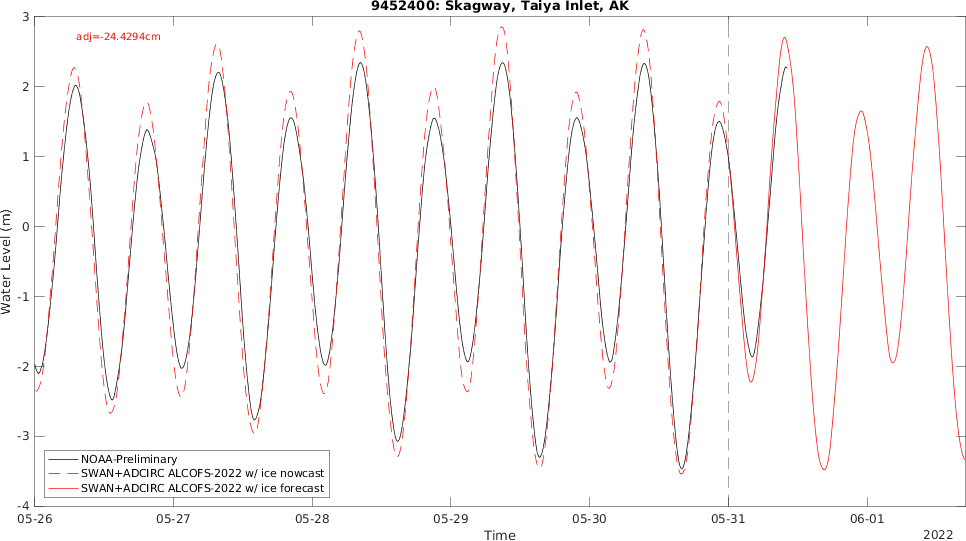 9452400: Skagway, Taiya Inlet, AK
adj=-24.4294cm
3
2
1
0
-1
-2
-3
-4
Water Level (m)
NOAA-Preliminary
SWAN+ADCIRC ALCOFS-2022 w/ ice nowcast
SWAN+ADCIRC ALCOFS-2022 w/ ice forecast
05-26 05-27 05-28 05-29 05-30 05-31 06-01
Time
2022